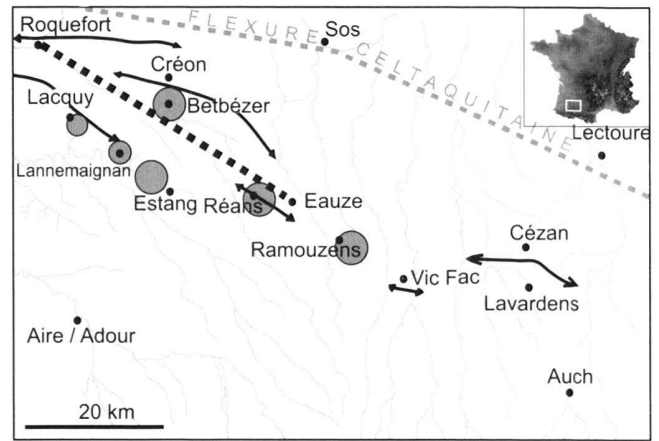 Roquefort
FLEXURE CELTAQUITAINE
Sos
Créon
Lacquy
Betbézer
Lectoure
Lannemaignan
Estang
Réans
Eauze
Ramouzens
Cézan
Vic Fac
Lavardens
Aire / Adour
Auch
20 km